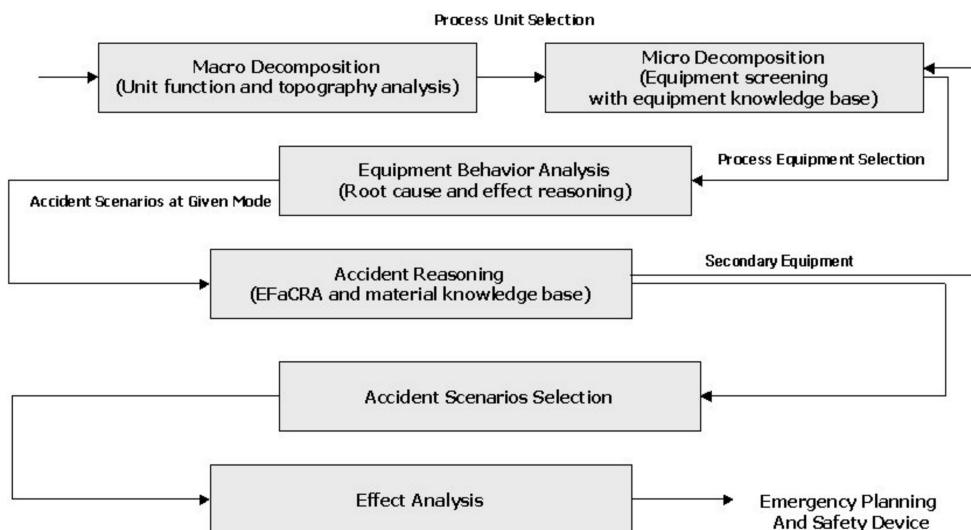 Process Unit Selection
Macro Decomposition
(Unit function and topography analysis)
Micro Decomposition
(Equipment screening
with equipment knowledge base)
Process Equipment Selection
Equipment Behavior Analysis
(Root cause and effect reasoning)
Accident Scenarios at Given Mode
Accident Reasoning
(EFaCRA and material knowledge base)
Secondary Equipment
Accident Scenarios Selection
Effect Analysis
Emergency Planning
And Safety Device